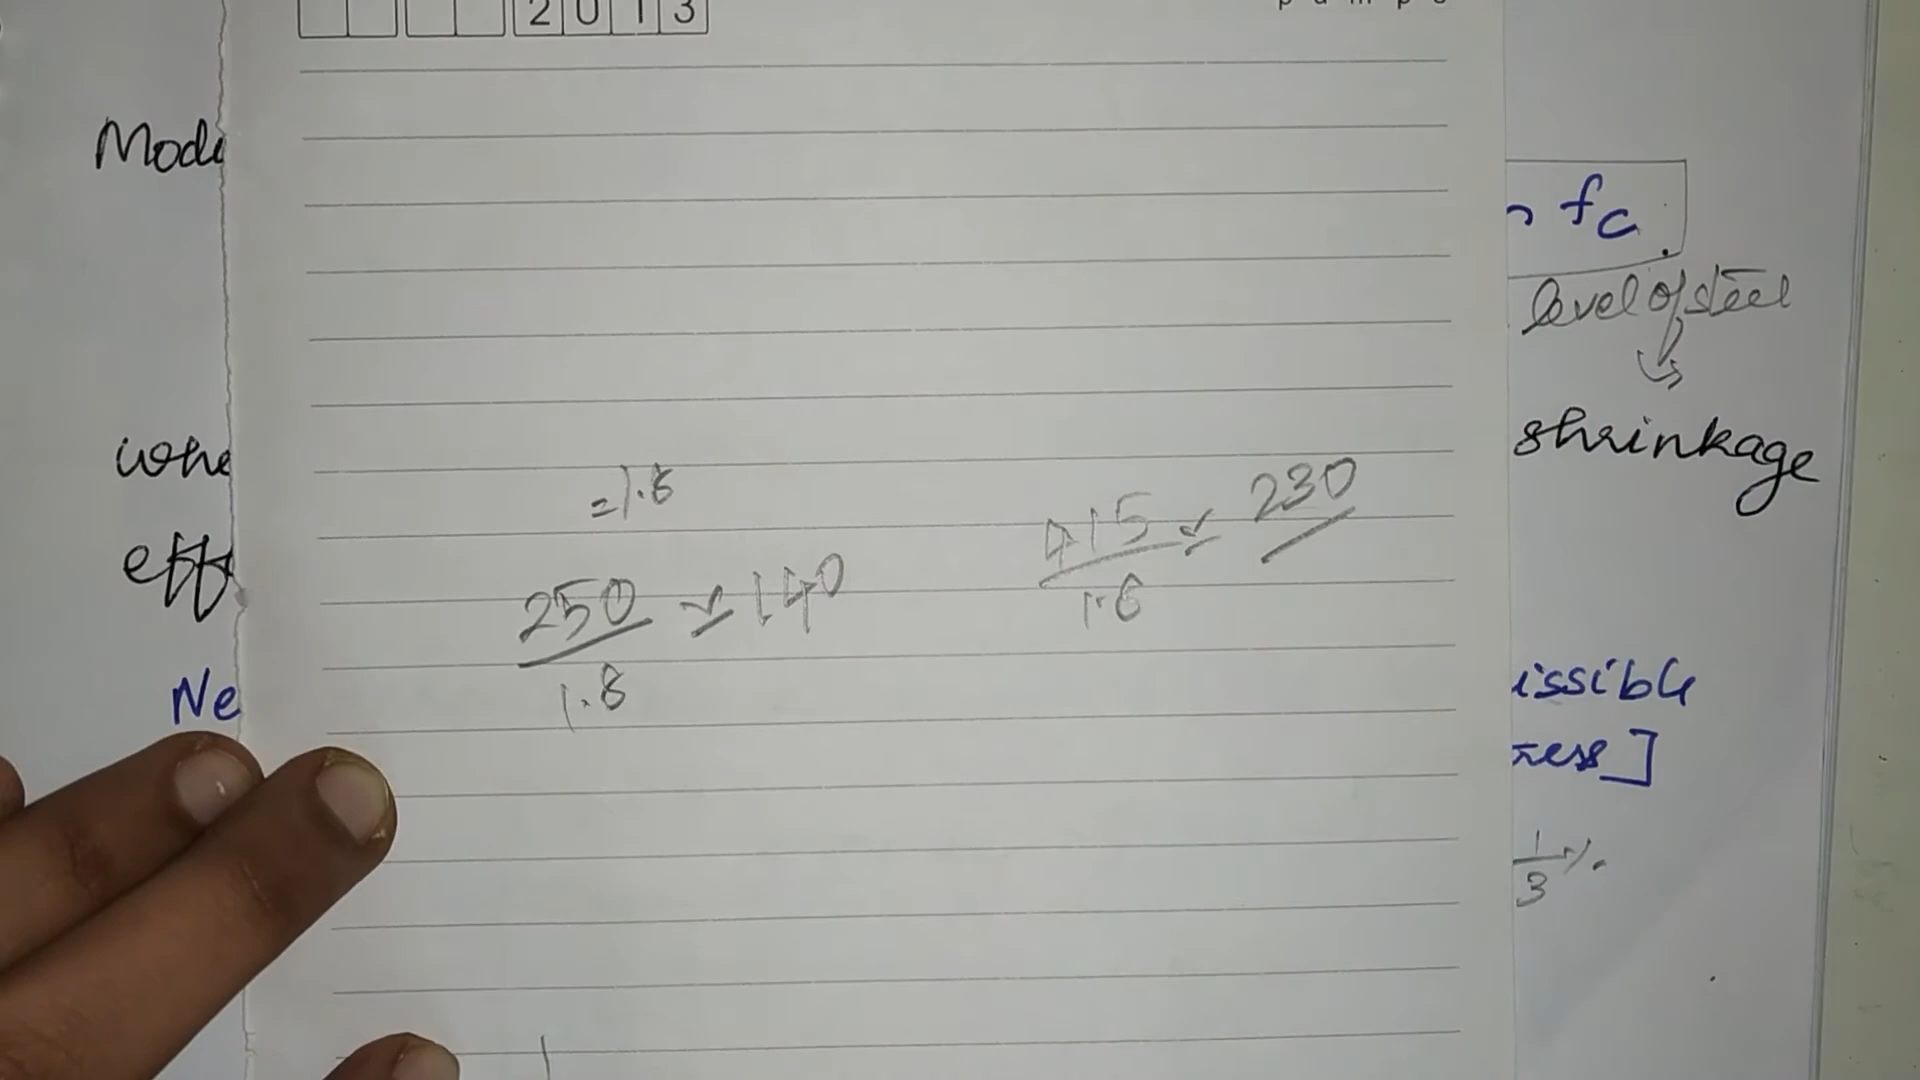 2013
Mode
n fc
level of steel
whe
shrinkage
=1.8
415/1.8 ≃ 230
eff
250/1.8 ≃ 140
Ne
issible
ress]
1/3 %